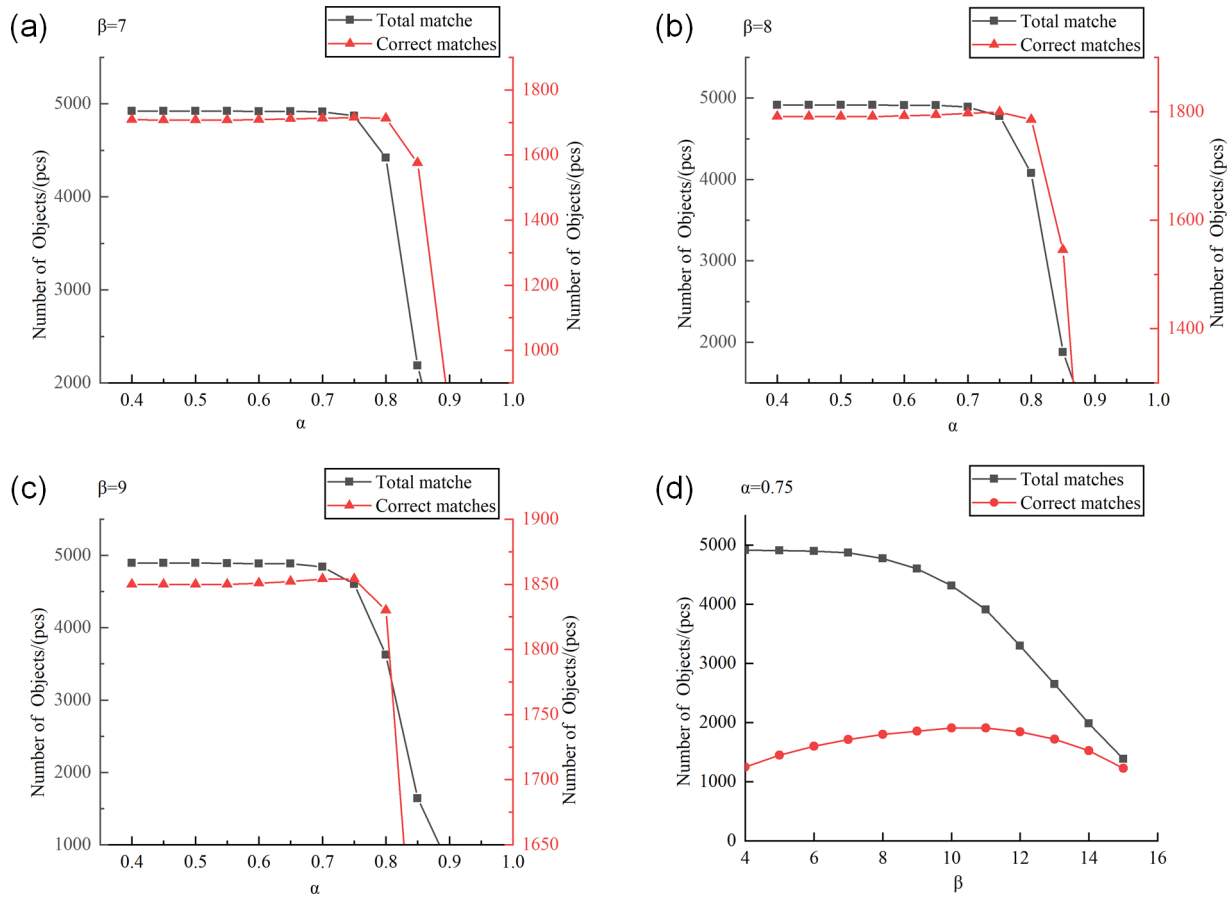 (a)
β=7
Total matche
Correct matches
5000
4000
3000
2000
1800
1600
1400
1200
1000
Number of Objects/(pcs)
Number of Objects/(pcs)
0.4 0.5 0.6 0.7 0.8 0.9 1.0
α
(b)
β=8
Total matche
Correct matches
5000
4000
3000
2000
1800
1600
1400
Number of Objects/(pcs)
Number of Objects/(pcs)
0.4 0.5 0.6 0.7 0.8 0.9 1.0
α
(c)
β=9
Total matche
Correct matches
5000
4000
3000
2000
1000
1900
1850
1800
1750
1700
1650
Number of Objects/(pcs)
Number of Objects/(pcs)
0.4 0.5 0.6 0.7 0.8 0.9 1.0
α
(d)
α=0.75
Total matches
Correct matches
5000
4000
3000
2000
1000
0
Number of Objects/(pcs)
4 6 8 10 12 14 16
β